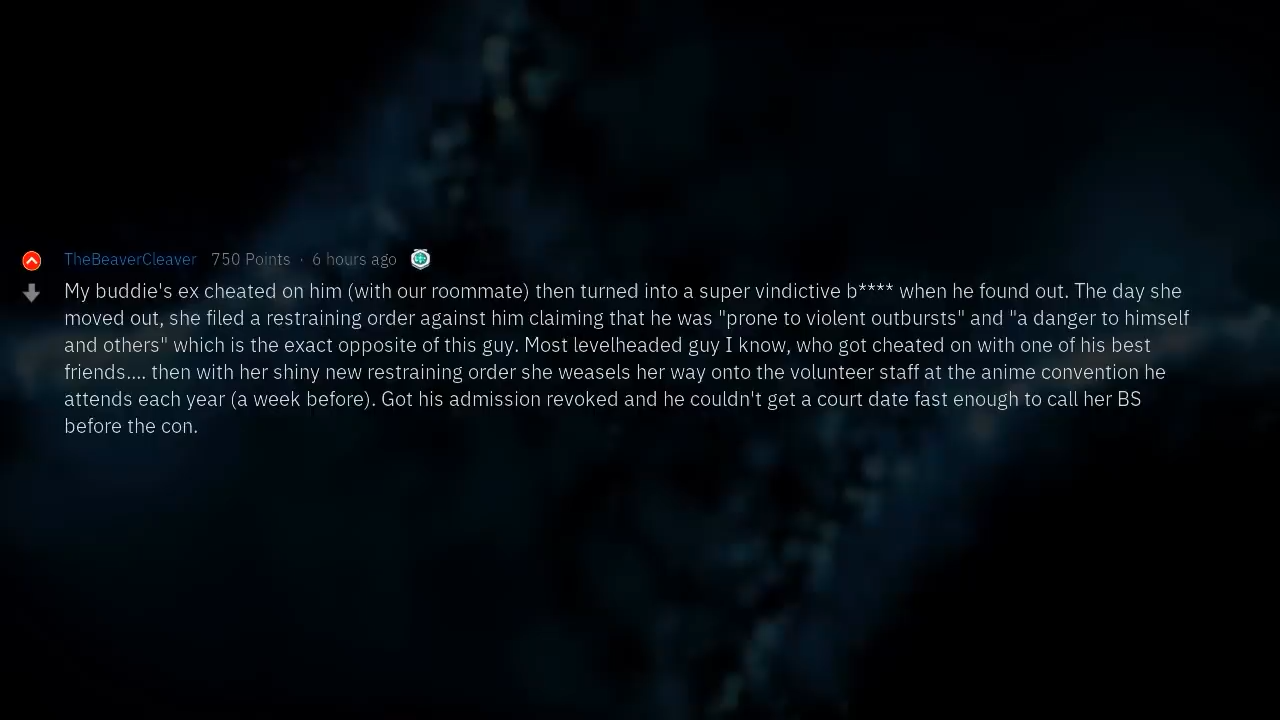 TheBeaverCleaver 750 Points · 6 hours ago
My buddie's ex cheated on him (with our roommate) then turned into a super vindictive b**** when he found out. The day she
moved out, she filed a restraining order against him claiming that he was "prone to violent outbursts" and "a danger to himself
and others" which is the exact opposite of this guy. Most levelheaded guy I know, who got cheated on with one of his best
friends.... then with her shiny new restraining order she weasels her way onto the volunteer staff at the anime convention he
attends each year (a week before). Got his admission revoked and he couldn't get a court date fast enough to call her BS
before the con.